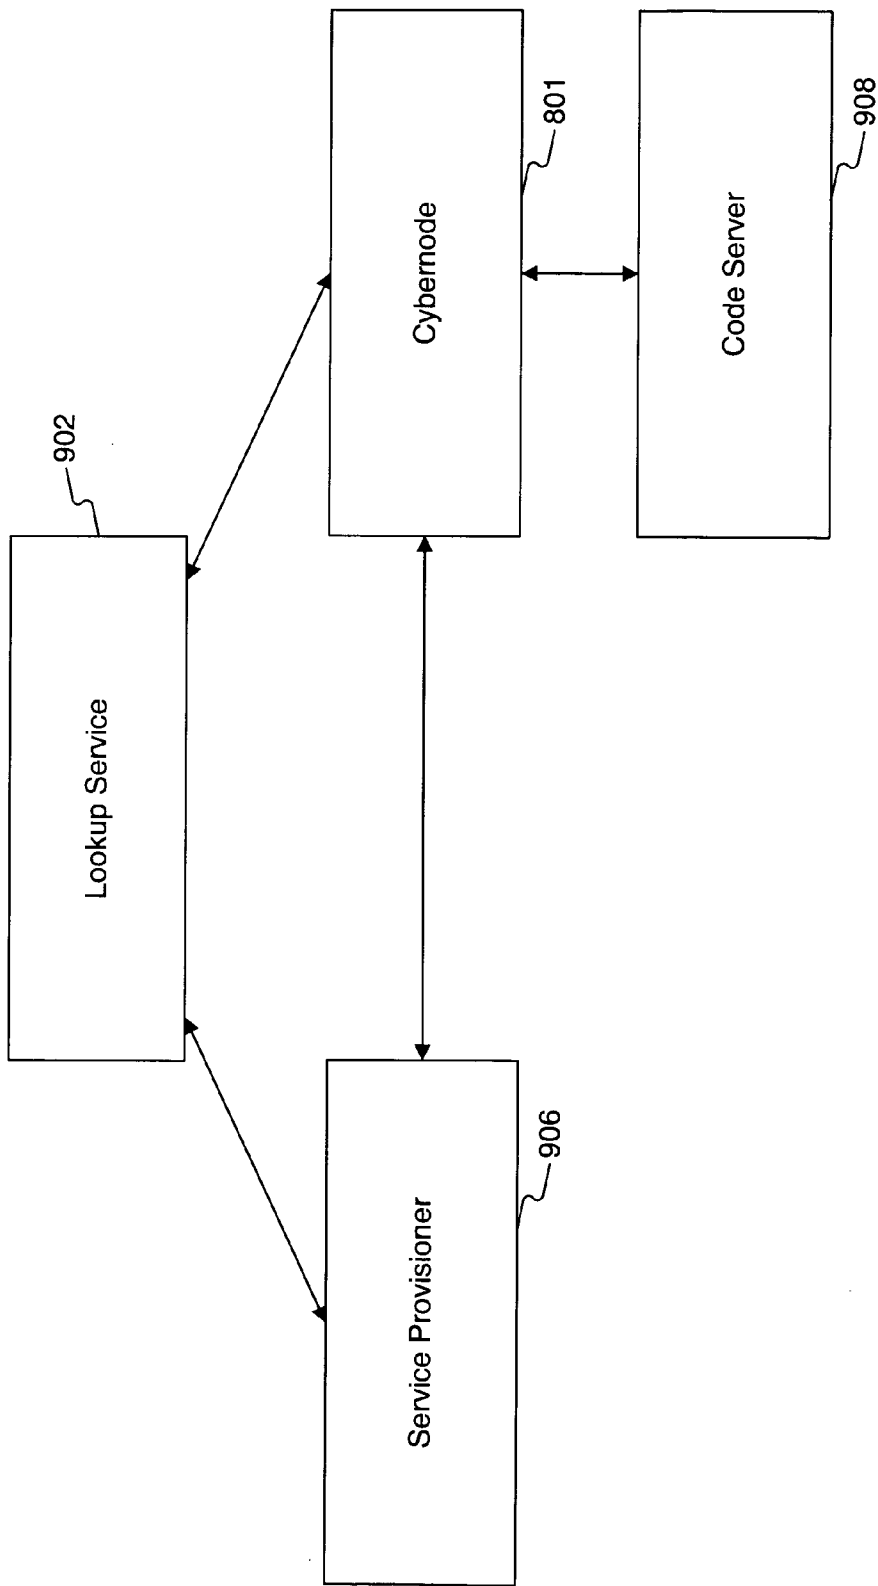 Lookup Service
902
Service Provisioner
906
Cybernode
801
Code Server
908